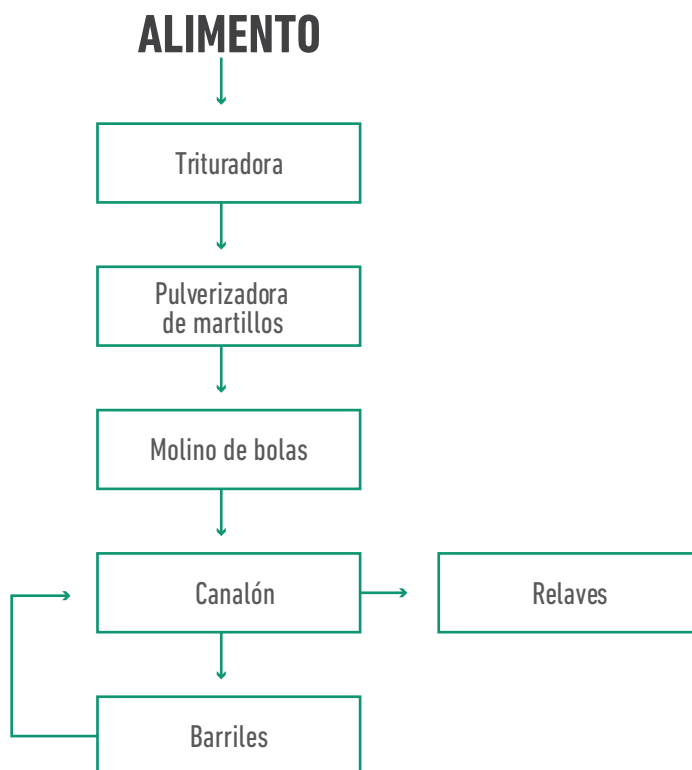 ALIMENTO
Trituradora
Pulverizadora
de martillos
Molino de bolas
Canalón
Relaves
Barriles